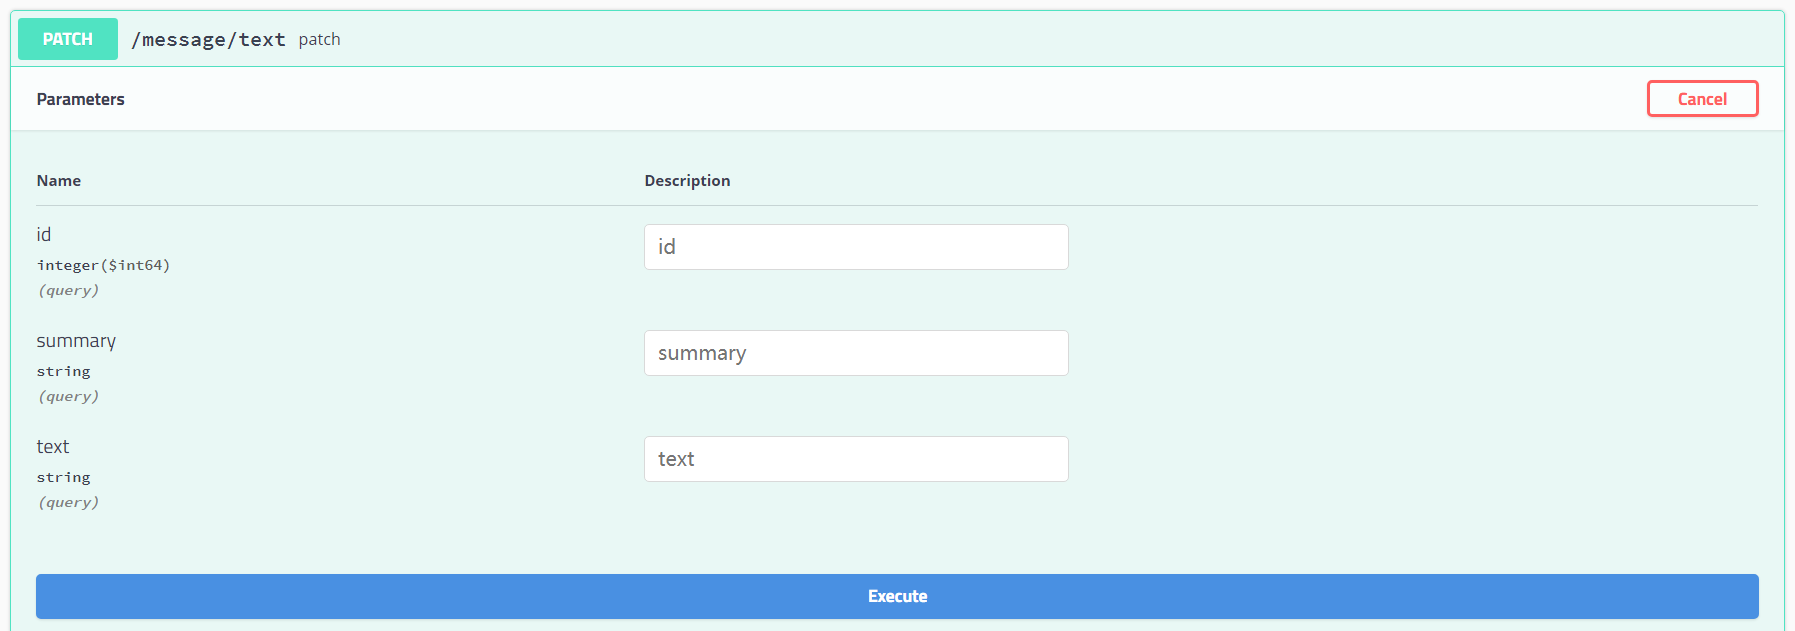 PATCH /message/text patch
Parameters Cancel
Name Description
id id
integer($int64)
(query)
summary summary
string
(query)
text text
string
(query)
Execute